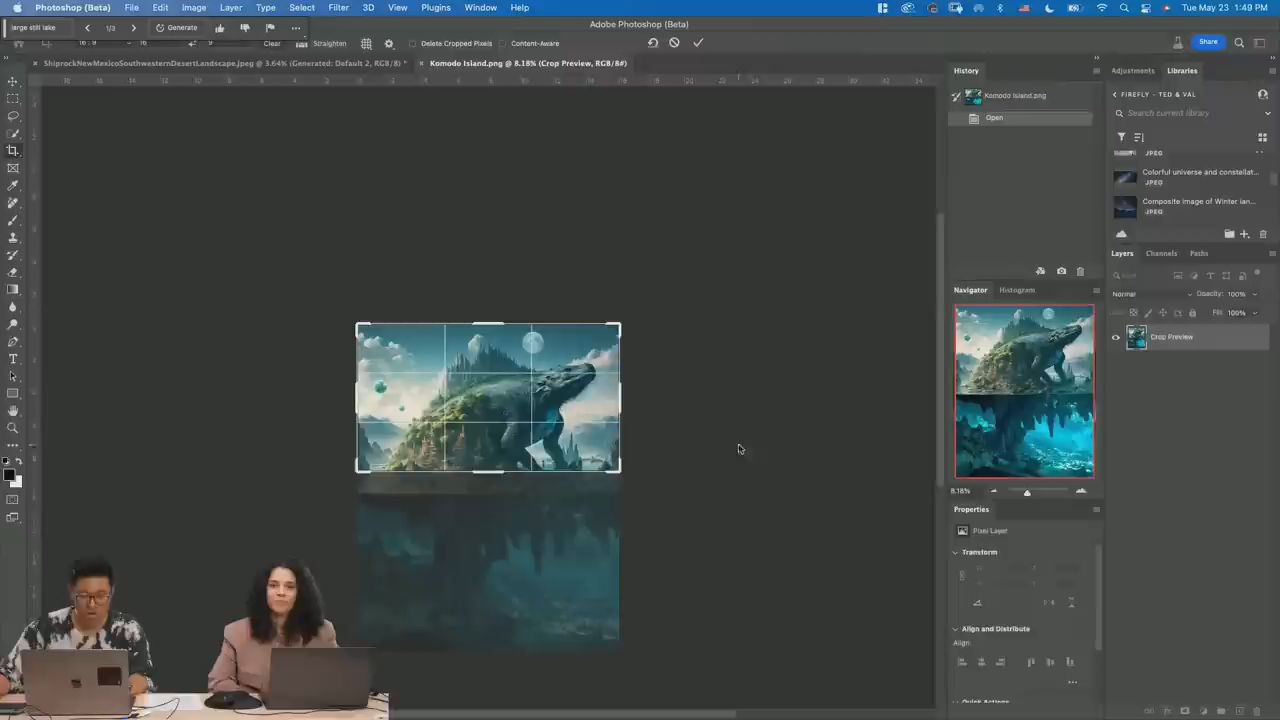 Photoshop (Beta) File Edit Image Layer Type Select Filter 3D View Plugins Window Help
Tue May 23 1:49 PM
large still lake 1/3 Generate
Adobe Photoshop (Beta)
16 : 9 Clear Straighten Delete Cropped Pixels Content-Aware
Share
ShiprockNewMexicoSouthwesternDesertLandscape.jpeg @ 3.64% (Generated: Default 2, RGB/8) *
Komodo Island.png @ 8.18% (Crop Preview, RGB/8#)
History
Komodo Island.png
Open
Adjustments Libraries
FIREFLY - TED & VAL
Search current library
JPEG
Colorful universe and constellat...
JPEG
Composite image of Winter lan...
JPEG
Layers Channels Paths
Normal Opacity: 100%
Fill: 100%
Crop Preview
Navigator Histogram
8.18%
Properties
Pixel Layer
Transform
Align and Distribute
Align
Quick Actions